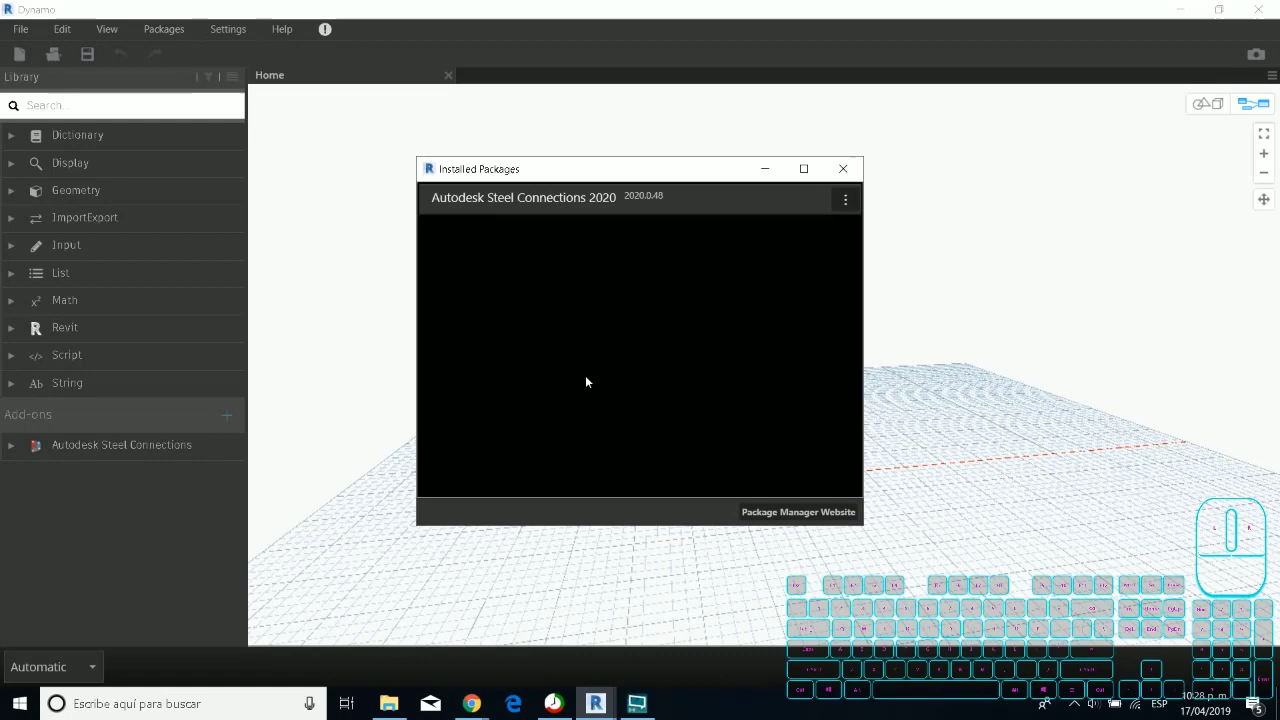 Dynamo
File Edit View Packages Settings Help
Library
Home
Search...
Dictionary
Display
Geometry
ImportExport
Input
List
Math
Revit
Script
String
Add-ons
Autodesk Steel Connections
Installed Packages
Autodesk Steel Connections 2020 2020.0.48
Package Manager Website
Automatic
Escribe aquí para buscar
ESP
10:28 p. m.
17/04/2019